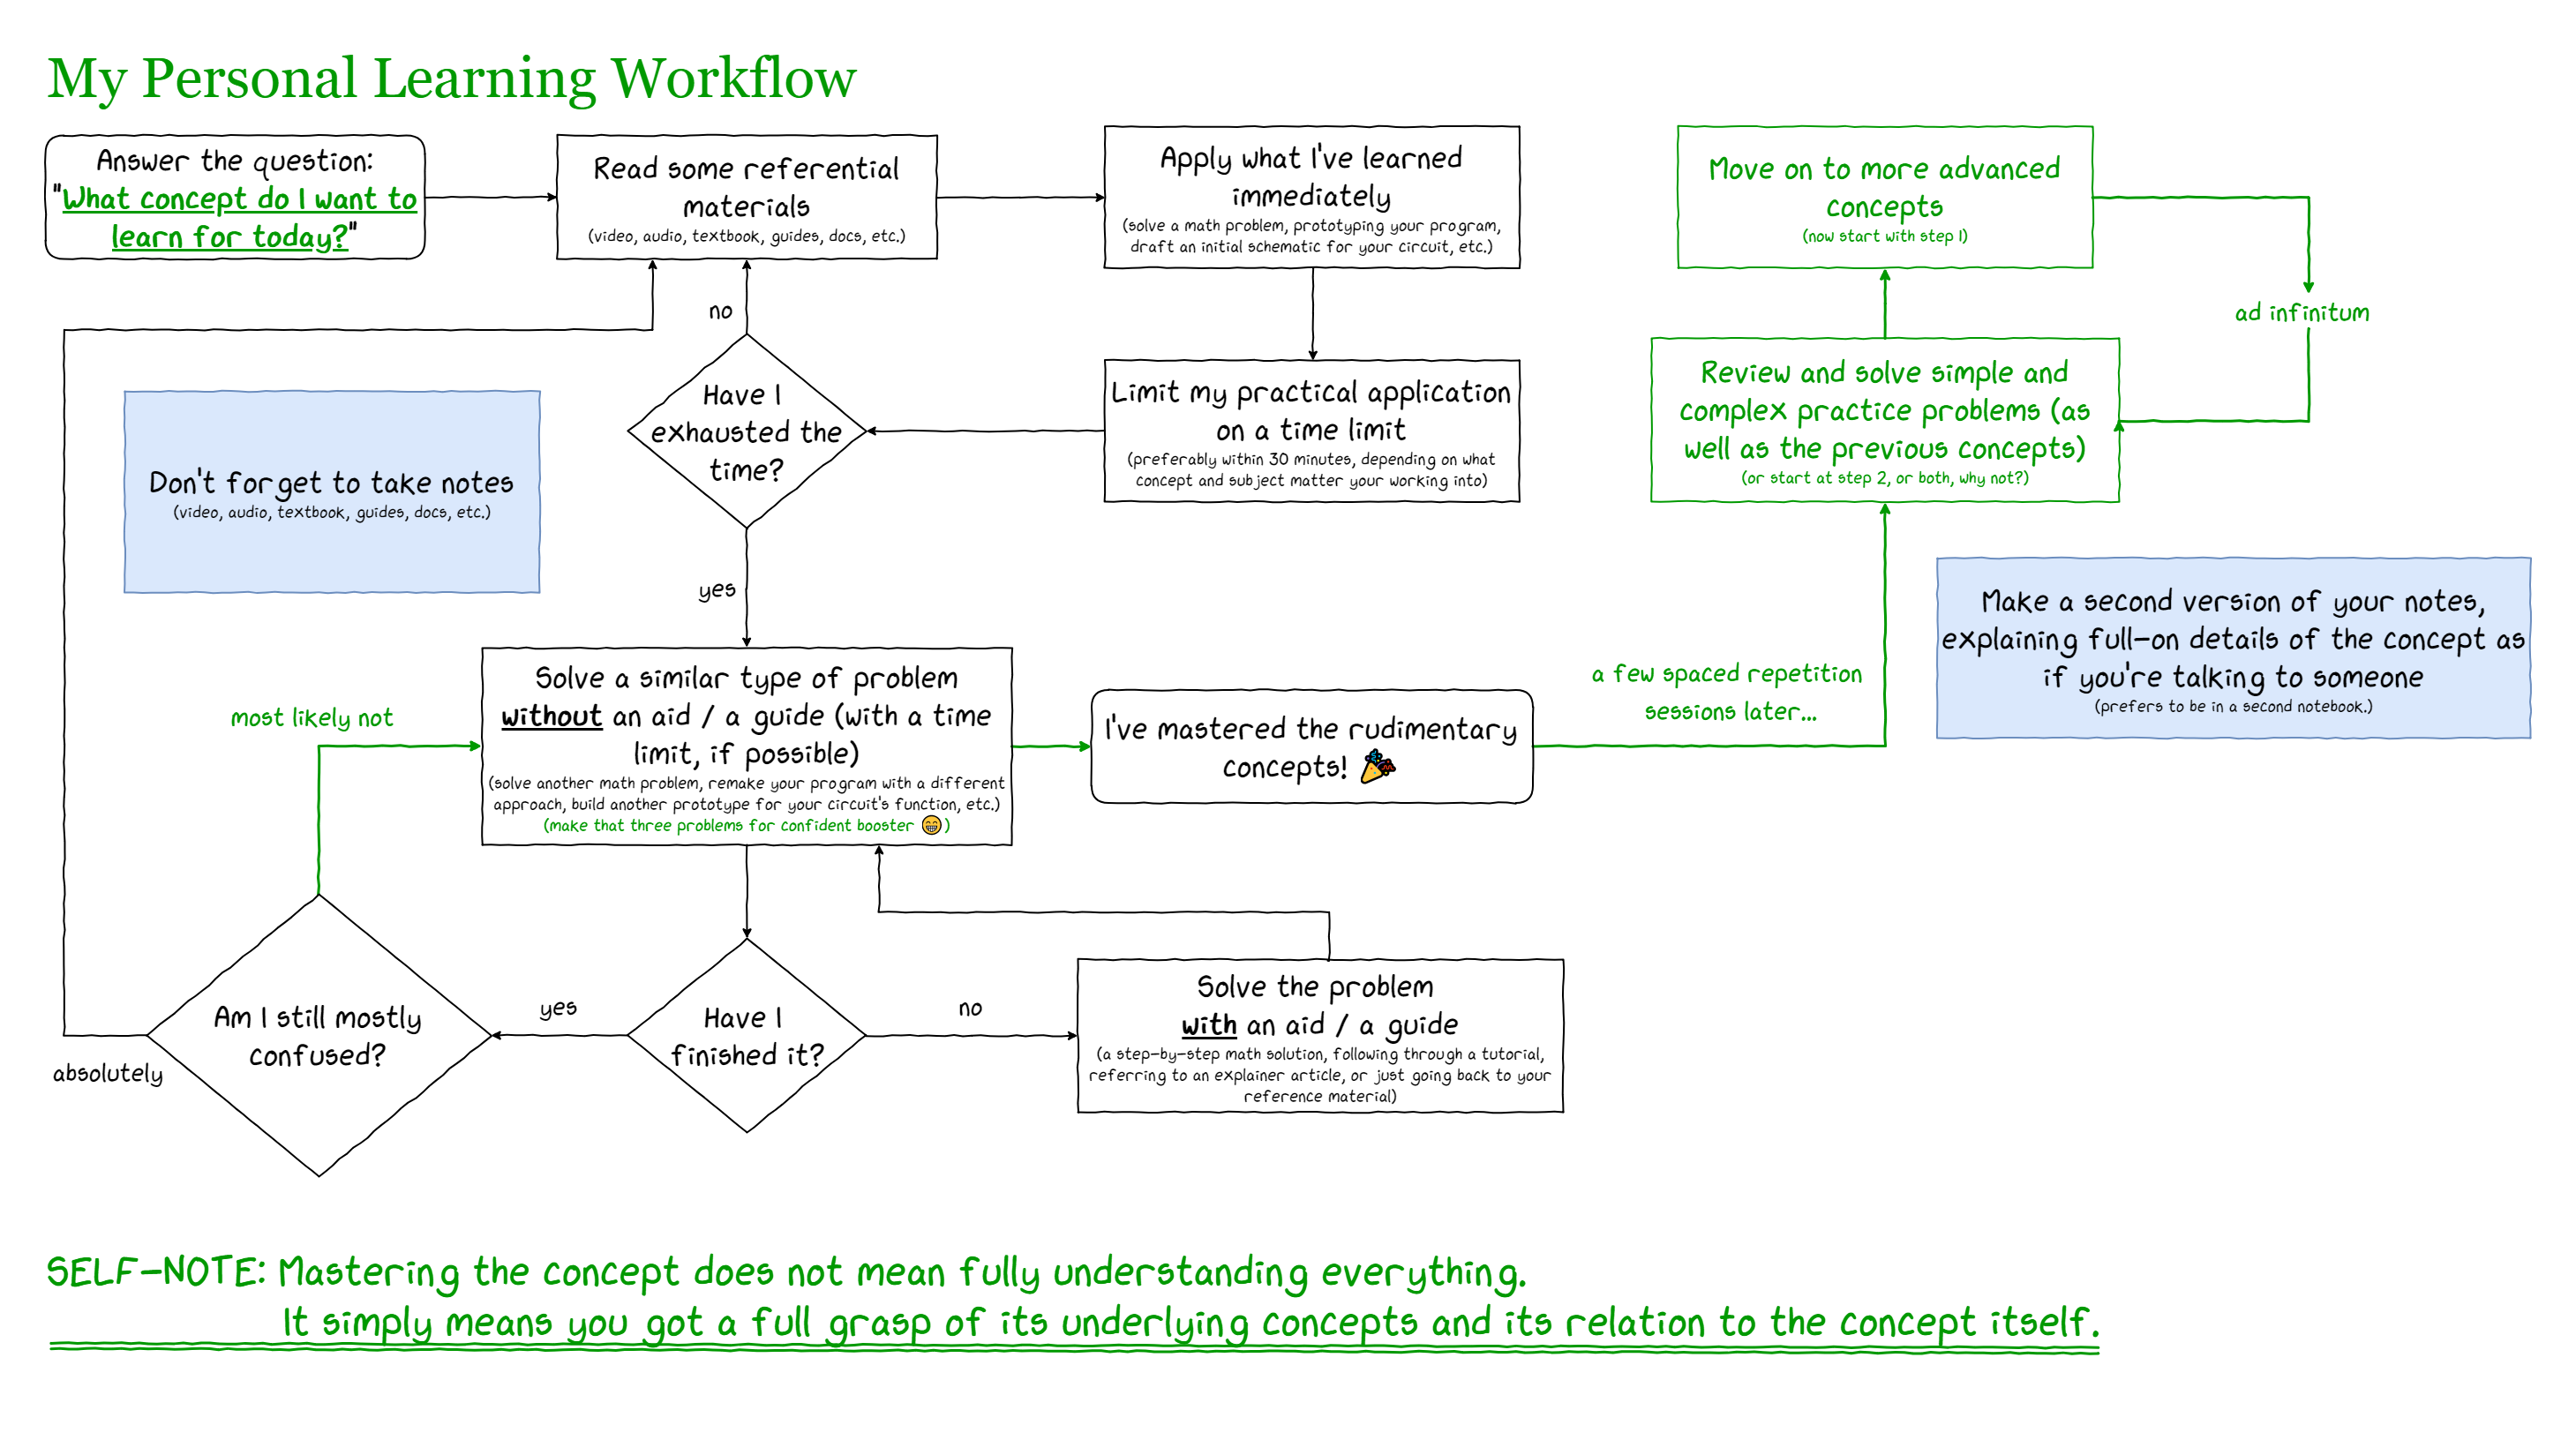 My Personal Learning Workflow
Answer the question:
"What concept do I want to
learn for today?"
Read some referential
materials
(video, audio, textbook, guides, docs, etc.)
Apply what I've learned
immediately
(solve a math problem, prototyping your program,
draft an initial schematic for your circuit, etc.)
Move on to more advanced
concepts
(now start with step 1)
no
ad infinitum
Have I
exhausted the
time?
Limit my practical application
on a time limit
(preferably within 30 minutes, depending on what
concept and subject matter your working into)
Review and solve simple and
complex practice problems (as
well as the previous concepts)
(or start at step 2, or both, why not?)
Don't forget to take notes
(video, audio, textbook, guides, docs, etc.)
yes
Make a second version of your notes,
explaining full-on details of the concept as
if you're talking to someone
(prefers to be in a second notebook.)
most likely not
Solve a similar type of problem
without an aid / a guide (with a time
limit, if possible)
(solve another math problem, remake your program with a different
approach, build another prototype for your circuit's function, etc.)
(make that three problems for confident booster 😁)
I've mastered the rudimentary
concepts! 🎉
a few spaced repetition
sessions later...
Am I still mostly
confused?
absolutely
yes
Have I
finished it?
no
Solve the problem
with an aid / a guide
(a step-by-step math solution, following through a tutorial,
referring to an explainer article, or just going back to your
reference material)
SELF-NOTE: Mastering the concept does not mean fully understanding everything.
It simply means you got a full grasp of its underlying concepts and its relation to the concept itself.